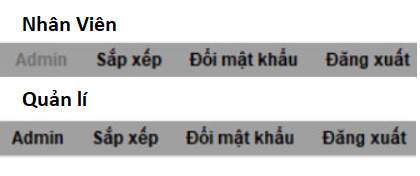 Nhân Viên
Admin Sắp xếp Đổi mật khẩu Đăng xuất
Quản lí
Admin Sắp xếp Đổi mật khẩu Đăng xuất